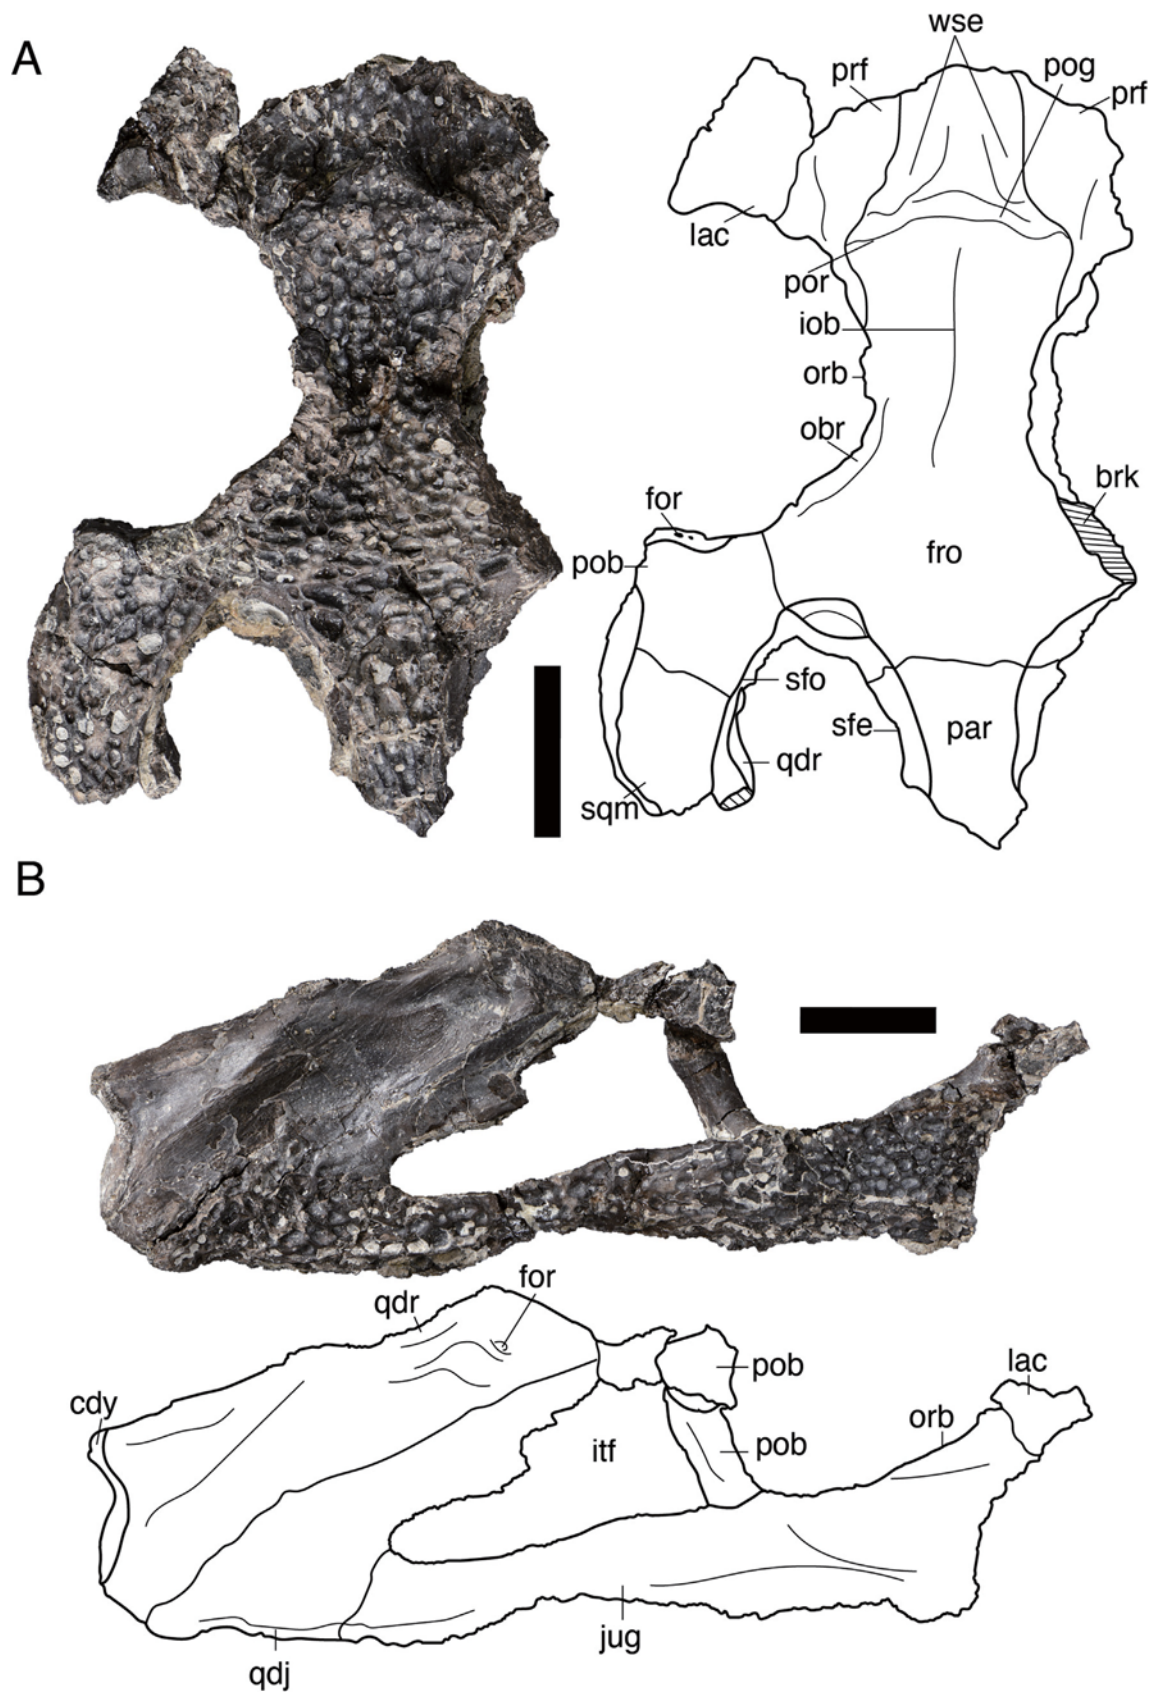 A
wse
prf
pog
prf
lac
por
iob
orb
obr
for
brk
pob
fro
sfo
sfe
par
qdr
sqm
B
for
qdr
pob
lac
cdy
orb
pob
itf
jug
qdj